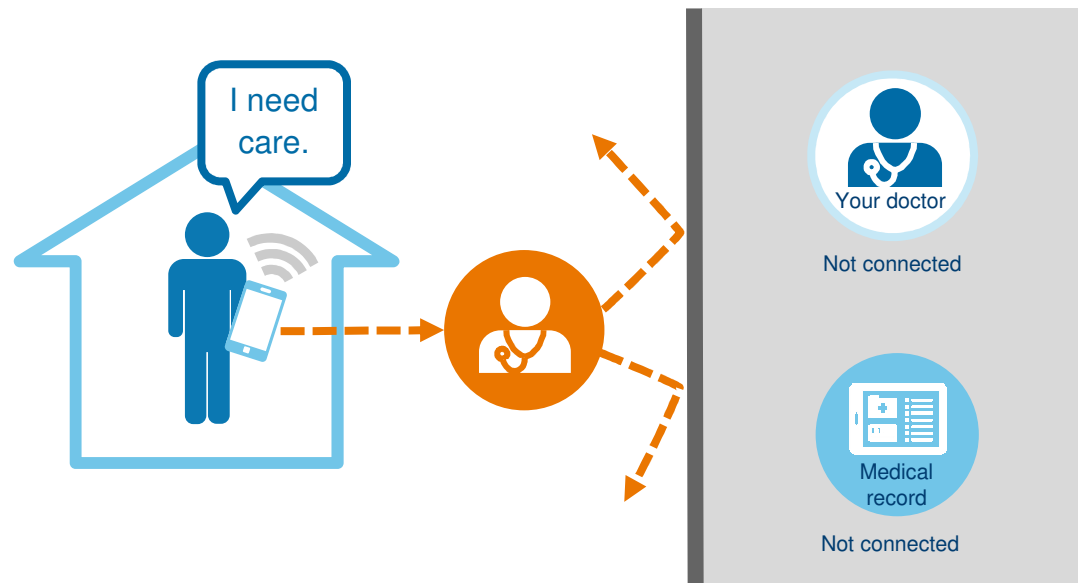 I need
care.
Your doctor
Not connected
Medical
record
Not connected